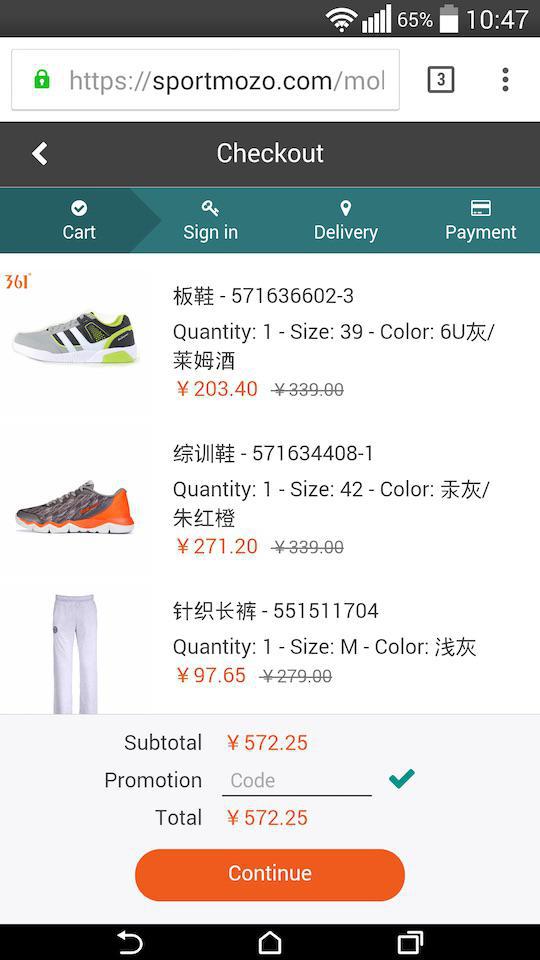 65% 10:47
https://sportmozo.com/mol
3
Checkout
Cart
Sign in
Delivery
Payment
361°
板鞋 - 571636602-3
Quantity: 1 - Size: 39 - Color: 6U灰/
莱姆酒
￥203.40 ￥339.00
综训鞋 - 571634408-1
Quantity: 1 - Size: 42 - Color: 汞灰/
朱红橙
￥271.20 ￥339.00
针织长裤 - 551511704
Quantity: 1 - Size: M - Color: 浅灰
￥97.65 ￥279.00
Subtotal ￥572.25
Promotion Code
Total ￥572.25
Continue